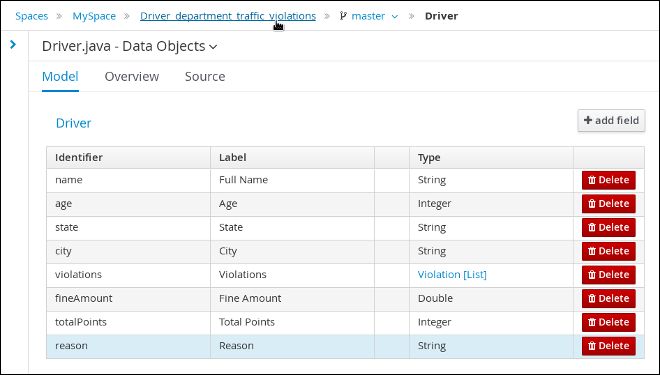 Spaces » MySpace » Driver_department_traffic_violations » master » Driver
Driver.java - Data Objects
Model Overview Source
Driver + add field
Identifier Label Type
name Full Name String Delete
age Age Integer Delete
state State String Delete
city City String Delete
violations Violations Violation [List] Delete
fineAmount Fine Amount Double Delete
totalPoints Total Points Integer Delete
reason Reason String Delete